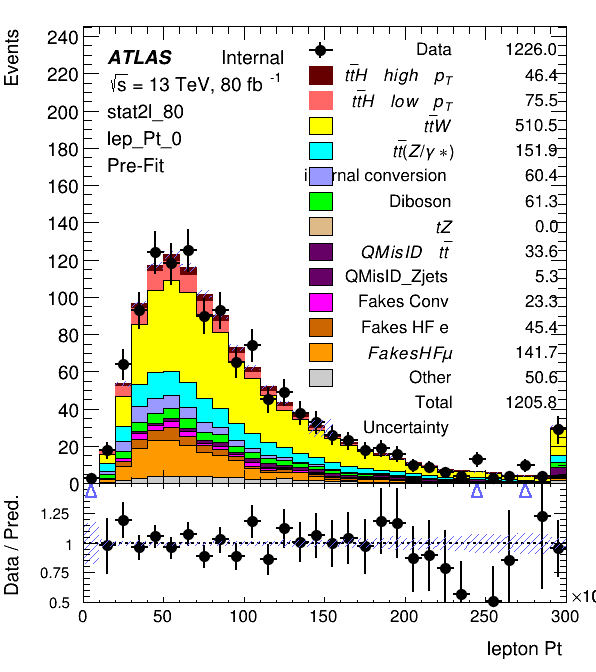 Events
ATLAS Internal
√s = 13 TeV, 80 fb⁻¹
stat2l_80
lep_Pt_0
Pre-Fit
Data 1226.0
tt̄H high p_T 46.4
tt̄H low p_T 75.5
tt̄W 510.5
tt̄(Z/γ*) 151.9
conversion 60.4
Diboson 61.3
tZ 0.0
QMisID tt̄ 33.6
QMisID_Zjets 5.3
Fakes Conv 23.3
Fakes HF e 45.4
FakesHFμ 141.7
Other 50.6
Total 1205.8
Uncertainty
240
220
200
180
160
140
120
100
80
60
40
20
0
Data / Pred.
1.25
1
0.75
0.5
0 50 100 150 200 250 300
lepton Pt